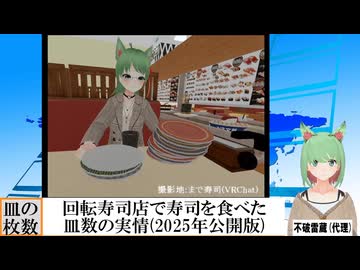 撮影地:まで寿司(VRChat)
皿の
枚数
回転寿司店で寿司を食べた
皿数の実情(2025年公開版)
不破雷蔵(代理)